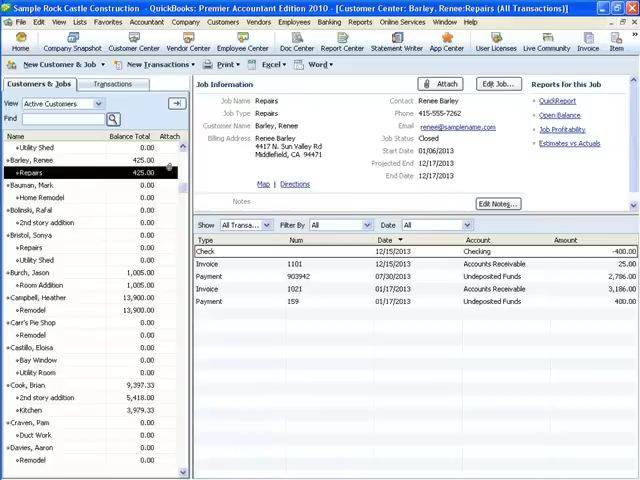 Sample Rock Castle Construction - QuickBooks: Premier Accountant Edition 2010 - [Customer Center: Barley, Renee:Repairs (All Transactions)]
File Edit View Lists Favorites Accountant Company Customers Vendors Employees Banking Reports Online Services Window Help
Home Company Snapshot Customer Center Vendor Center Employee Center Doc Center Report Center Statement Writer App Center User Licenses Live Community Invoice Item
New Customer & Job New Transactions Print Excel Word
Customers & Jobs Transactions
View Active Customers
Find
Name Balance Total Attach
Utility Shed 0.00
Barley, Renee 425.00
Repairs 425.00
Bauman, Mark 0.00
Home Remodel 0.00
Bolinski, Rafal 0.00
2nd story addition 0.00
Bristol, Sonya 0.00
Repairs 0.00
Utility Shed 0.00
Burch, Jason 1,005.00
Room Addition 1,005.00
Campbell, Heather 13,900.00
Remodel 13,900.00
Carr's Pie Shop 0.00
Remodel 0.00
Castillo, Eloisa 0.00
Bay Window 0.00
Utility Room 0.00
Cook, Brian 9,397.33
2nd story addition 5,418.00
Kitchen 3,979.33
Craven, Pam 0.00
Duct Work 0.00
Davies, Aaron 0.00
Remodel 0.00
Job Information Attach Edit Job... Reports for this Job
Job Name Repairs Contact Renee Barley QuickReport
Job Type Repairs Phone 415-555-7262 Open Balance
Customer Name Barley, Renee Email renee@samplename.com Job Profitability
Billing Address Renee Barley Job Status Closed Estimates vs Actuals
4417 N. Sun Valley Rd Start Date 01/06/2013
Middlefield, CA 94471 Projected End 12/17/2013
End Date 12/17/2013
Map | Directions
Notes Edit Notes...
Show All Transa... Filter By All Date All
Type Num Date Account Amount
Check 12/15/2013 Checking -400.00
Invoice 1101 12/15/2013 Accounts Receivable 25.00
Payment 903942 07/30/2013 Undeposited Funds 2,786.00
Invoice 1021 01/17/2013 Accounts Receivable 3,186.00
Payment 159 01/17/2013 Undeposited Funds 400.00